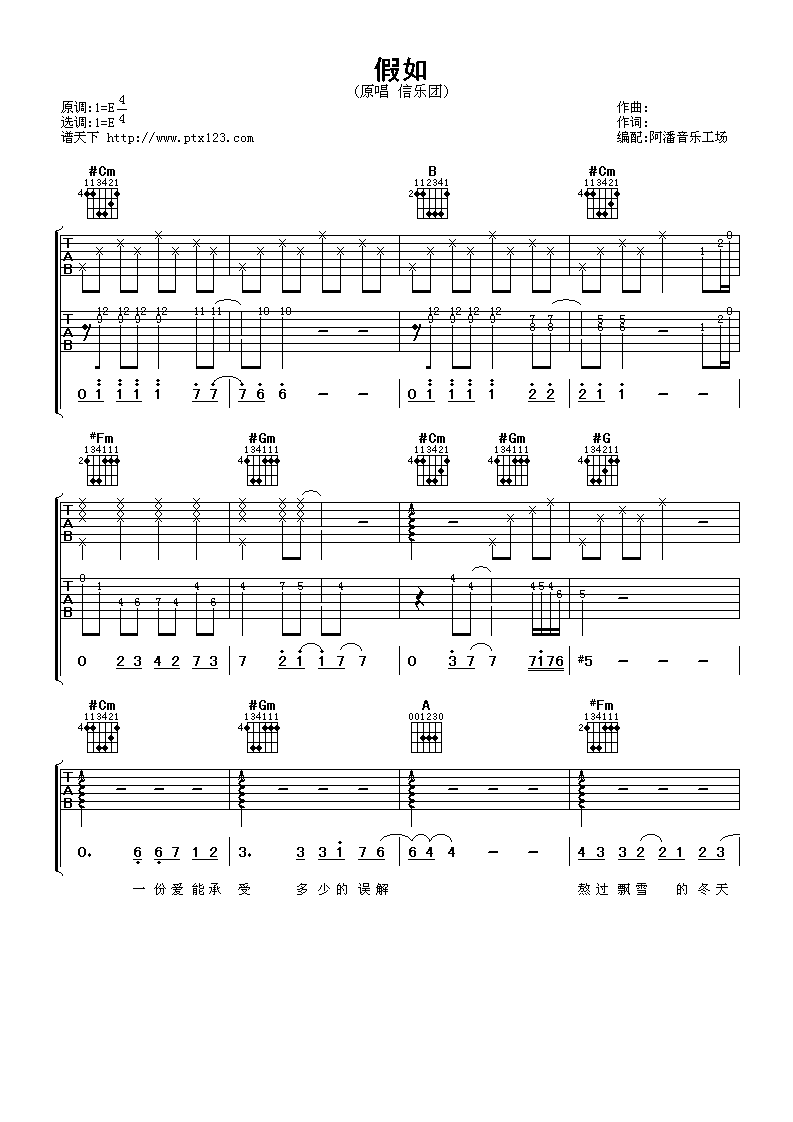 假如
(原唱 信乐团)
原调:1=E 4
选调:1=E 4
谱天下 http://www.ptx123.com
作曲:
作词:
编配:阿潘音乐工场
#Cm B #Cm
113421 112341 113421
4 2 4
T A B
12 12 12 12 11 11 10 10 12 12 12 12 7 7 5 5 0
9 9 9 9 9 9 9 9 8 8 6 6 1 2
T A B
0 1 1 1 1 7 7 7 6 6 - - 0 1 1 1 1 2 2 2 1 1 - -
#Fm #Gm #Cm #Gm #G
134111 134111 113421 134111 134211
2 4 4 4 4
T A B
0 1 4 6 7 4 4 6 4 4 7 5 4 4 4 4 5 4 6 5
T A B
0 2 3 4 2 7 3 7 2 1 1 7 7 0 3 7 7 7 1 7 6 #5 - - -
#Cm #Gm A #Fm
113421 134111 001230 134111
4 4 2
T A B
0. 6 6 7 1 2 3. 3 3 1 7 6 6 4 4 - - 4 3 3 2 2 1 2 3
一 份 爱 能 承 受 多 少 的 误 解 熬 过 飘 雪 的 冬 天